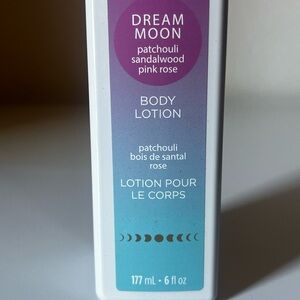 DREAM
MOON
patchouli
sandalwood
pink rose
BODY
LOTION
patchouli
bois de santal
rose
LOTION POUR
LE CORPS
177 mL • 6 fl oz